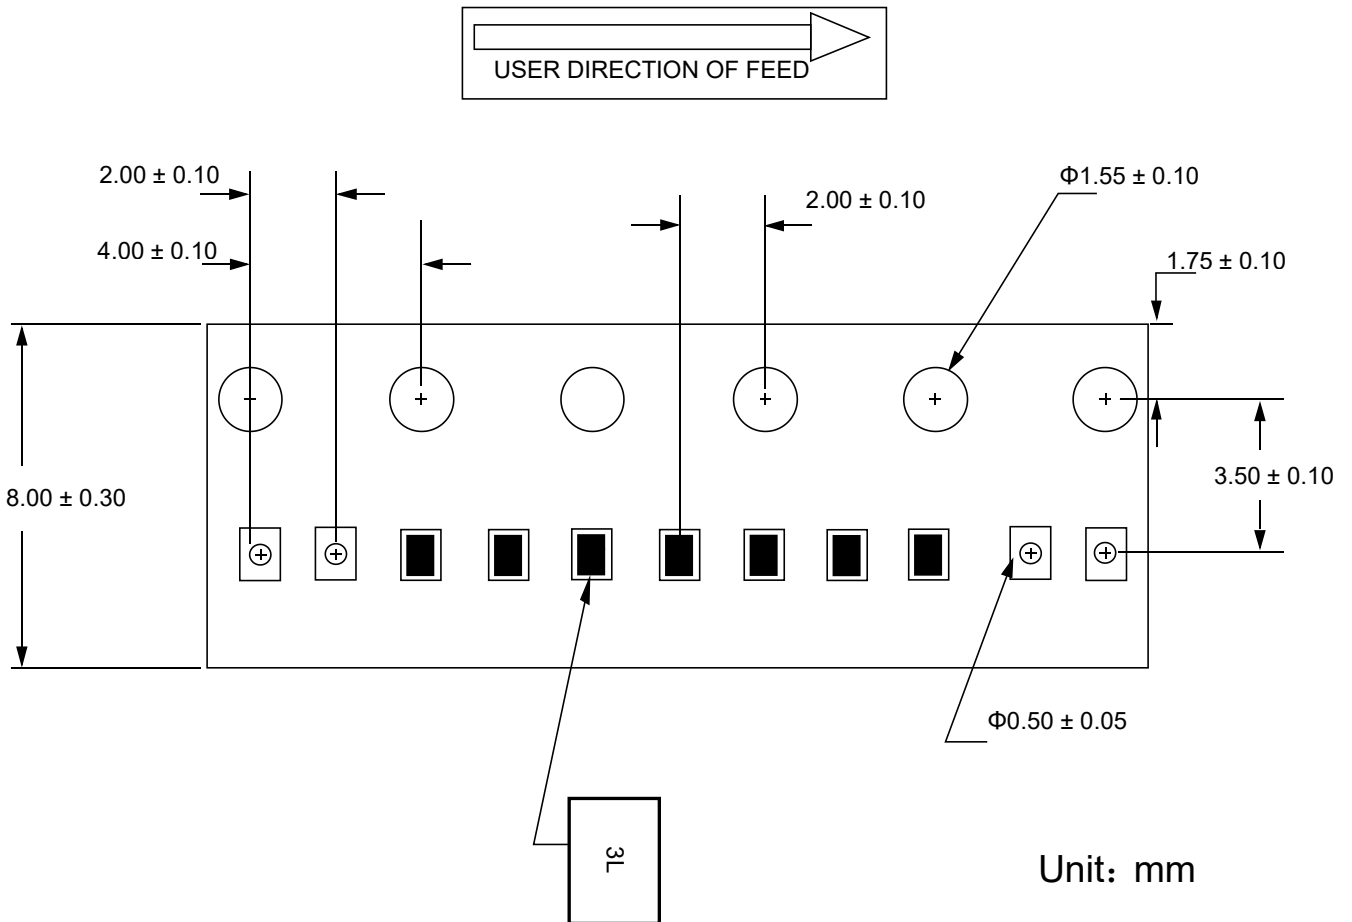 USER DIRECTION OF FEED
2.00 ± 0.10
2.00 ± 0.10
Φ1.55 ± 0.10
4.00 ± 0.10
1.75 ± 0.10
8.00 ± 0.30
3.50 ± 0.10
Φ0.50 ± 0.05
3L
Unit：mm